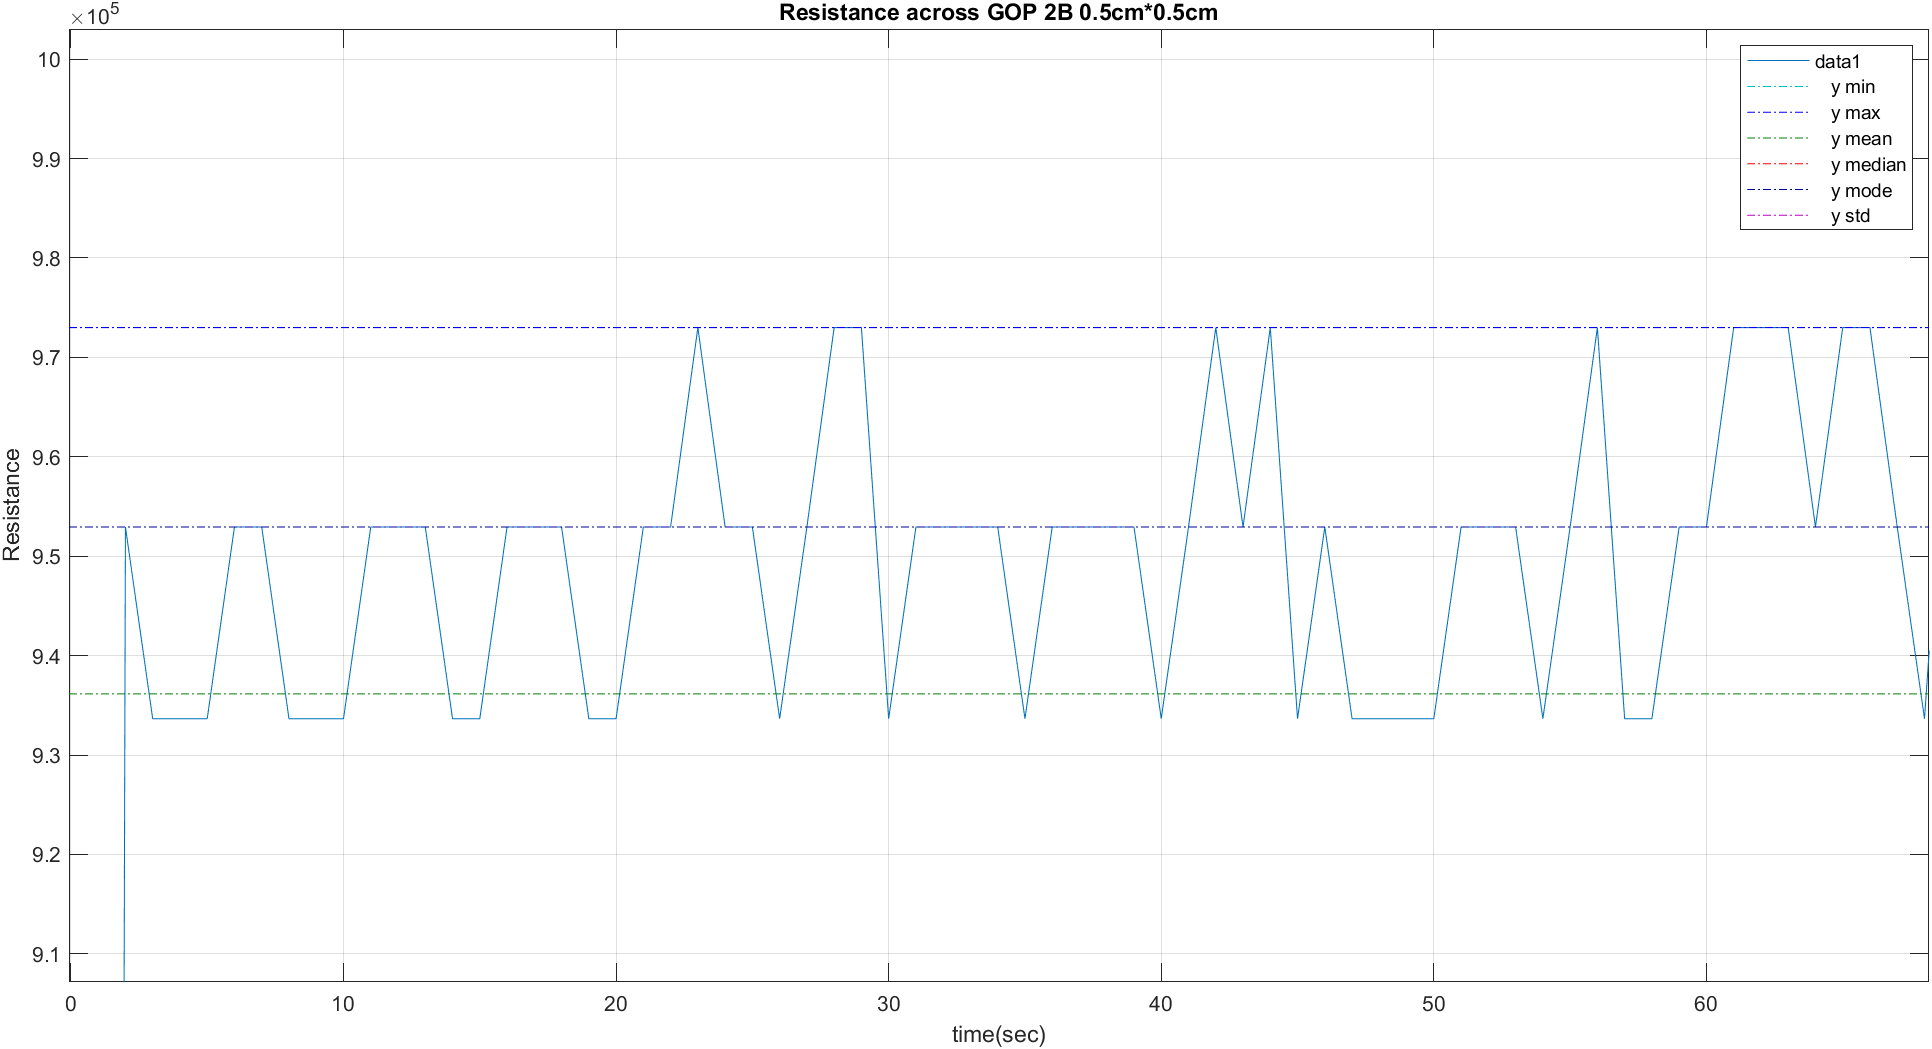 Resistance across GOP 2B 0.5cm*0.5cm
×10⁵
10
9.9
9.8
9.7
9.6
9.5
9.4
9.3
9.2
9.1
Resistance
data1
y min
y max
y mean
y median
y mode
y std
0 10 20 30 40 50 60
time(sec)